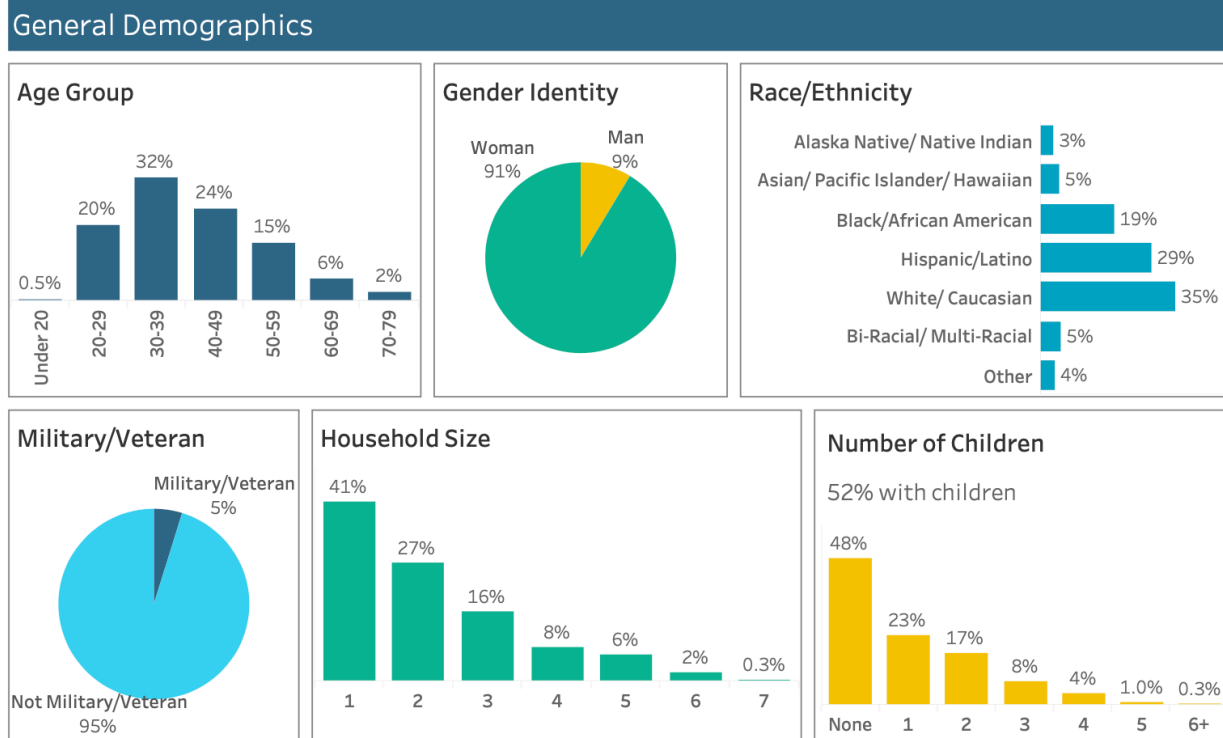 General Demographics
Age Group
0.5%
20%
32%
24%
15%
6%
2%
Under 20
20-29
30-39
40-49
50-59
60-69
70-79
Gender Identity
Woman
91%
Man
9%
Race/Ethnicity
Alaska Native/ Native Indian 3%
Asian/ Pacific Islander/ Hawaiian 5%
Black/African American 19%
Hispanic/Latino 29%
White/ Caucasian 35%
Bi-Racial/ Multi-Racial 5%
Other 4%
Military/Veteran
Military/Veteran
5%
Not Military/Veteran
95%
Household Size
41%
27%
16%
8%
6%
2%
0.3%
1 2 3 4 5 6 7
Number of Children
52% with children
48%
23%
17%
8%
4%
1.0%
0.3%
None 1 2 3 4 5 6+